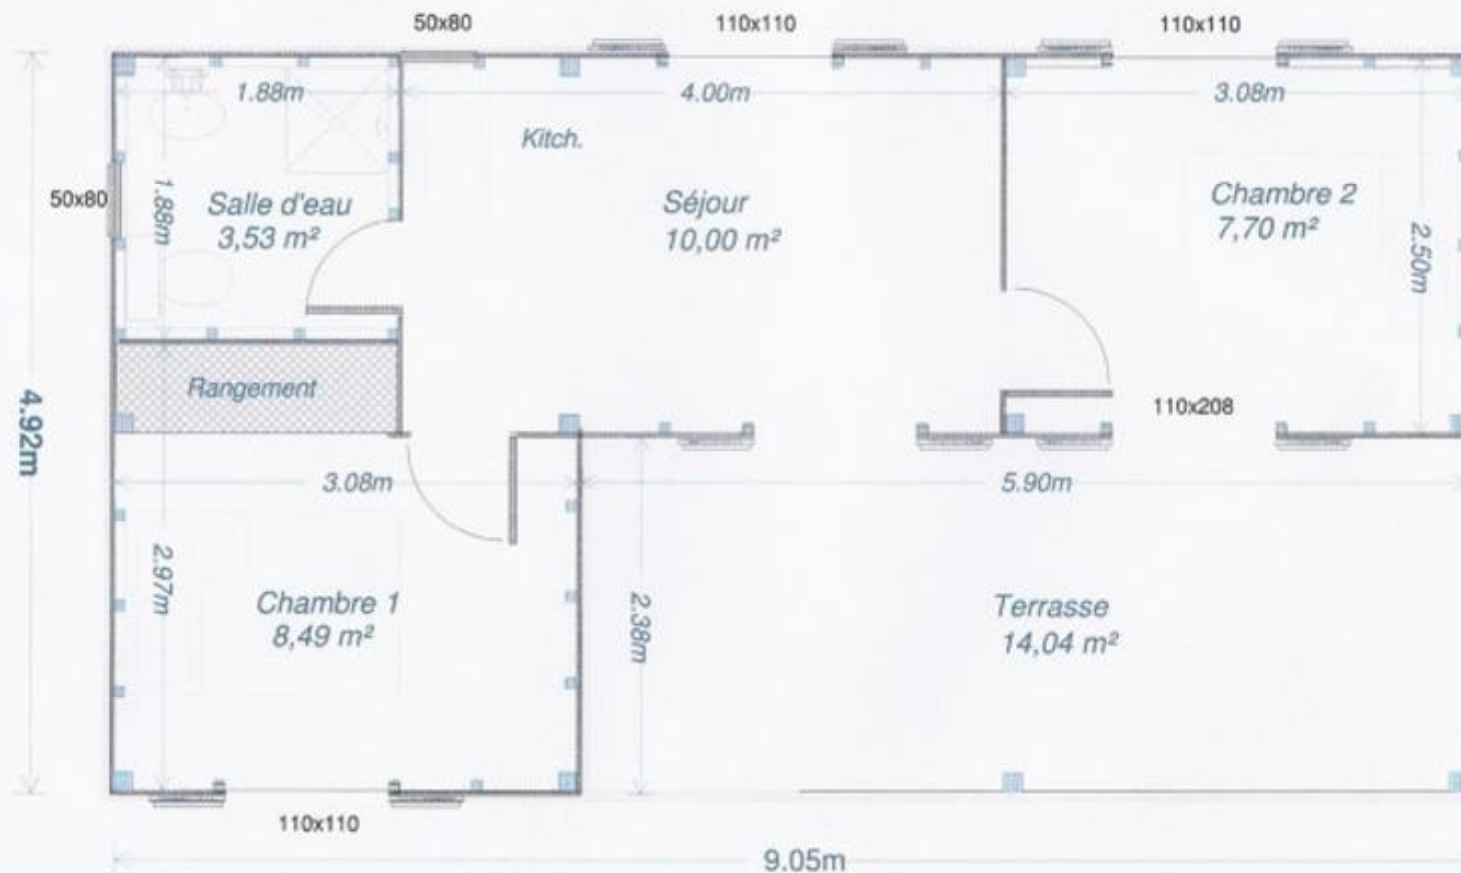 50x80
110x110
110x110
1.88m
4.00m
3.08m
Kitch.
50x80
1.88m
Salle d'eau
3,53 m²
Séjour
10,00 m²
Chambre 2
7,70 m²
2.50m
Rangement
110x208
4.92m
3.08m
5.90m
2.97m
Chambre 1
8,49 m²
2.38m
Terrasse
14,04 m²
110x110
9.05m